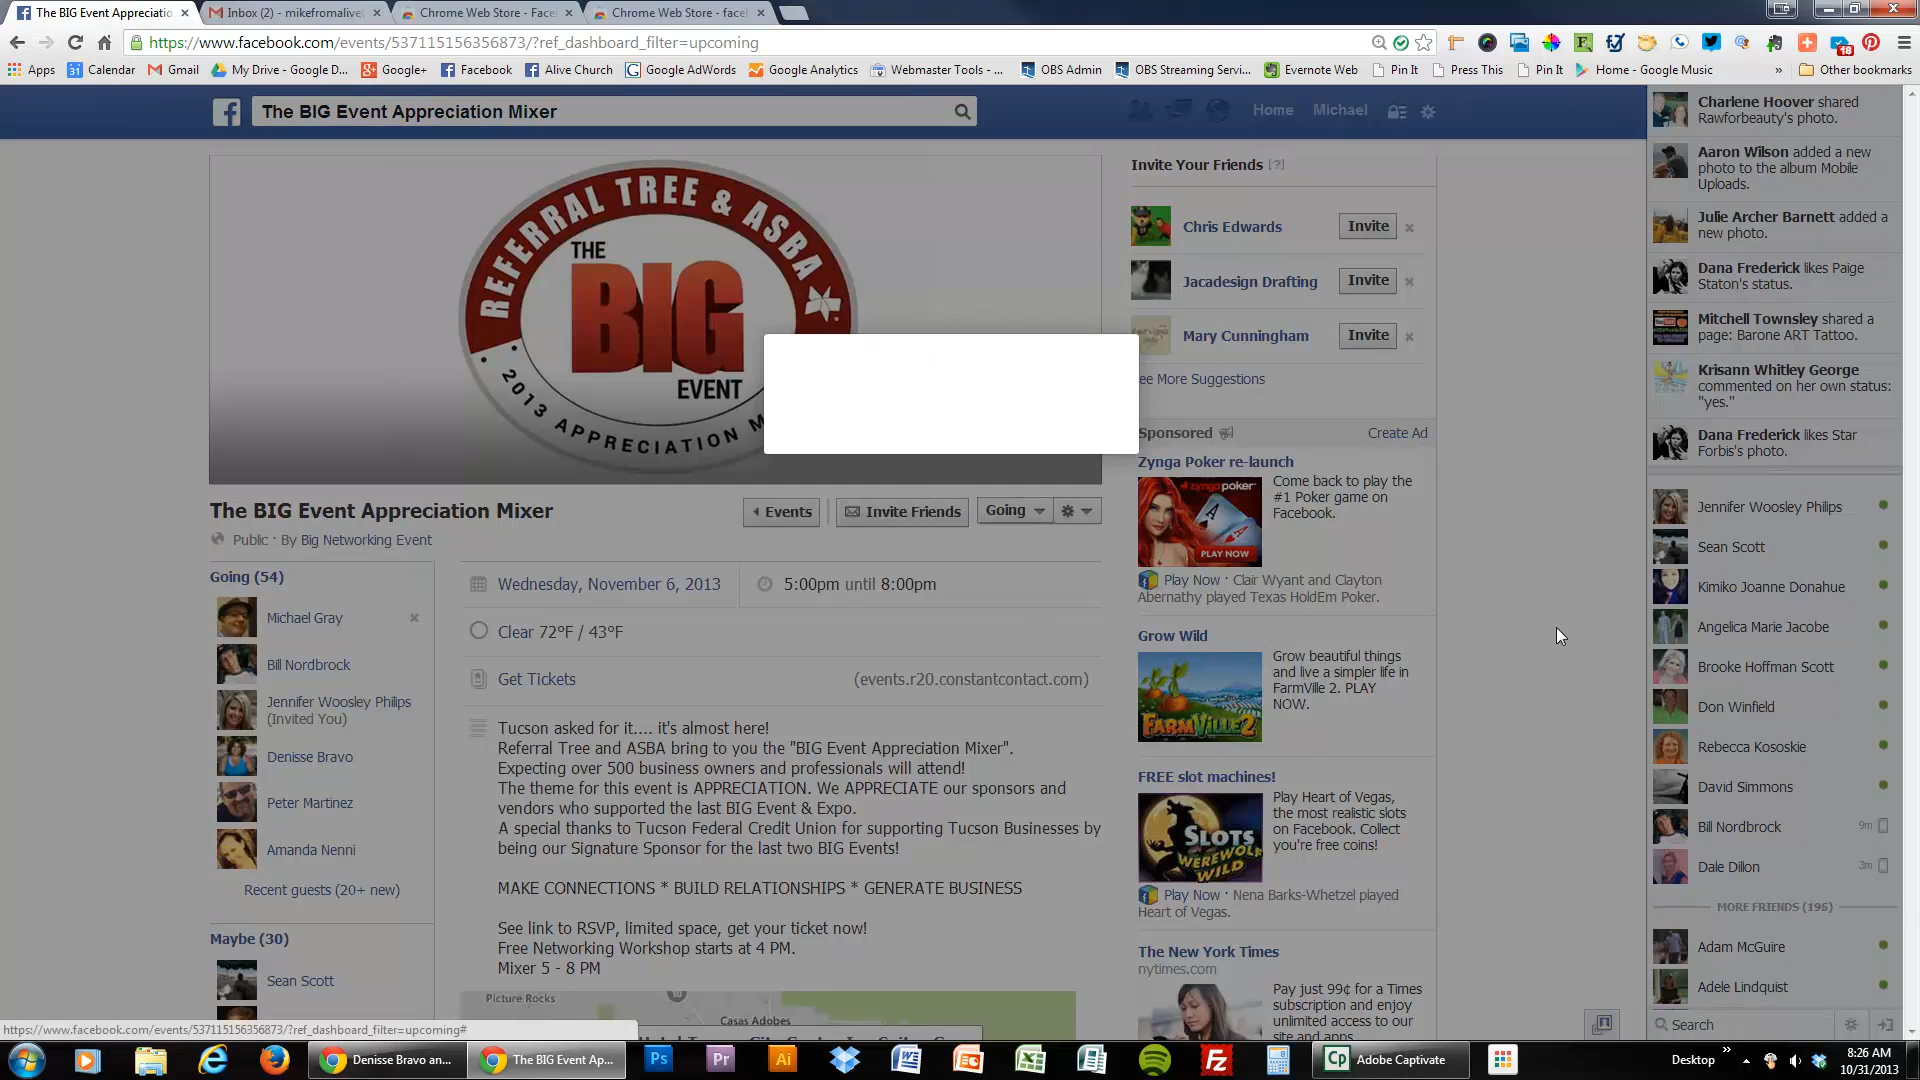 The BIG Event Appreciatio
Inbox (2) - mikefromalive
Chrome Web Store - Face
Chrome Web Store - face
https://www.facebook.com/events/537115156356873/?ref_dashboard_filter=upcoming
18
Apps
31
Calendar
Gmail
My Drive - Google D...
Google+
Facebook
Alive Church
Google AdWords
Google Analytics
Webmaster Tools - ...
OBS Admin
OBS Streaming Servi...
Evernote Web
Pin It
Press This
Pin It
Home - Google Music
»
Other bookmarks
The BIG Event Appreciation Mixer
Home
Michael
REFERRAL TREE & ASBA
THE
BIG
EVENT
2013 APPRECIATION M
The BIG Event Appreciation Mixer
Events
Invite Friends
Going
Public · By Big Networking Event
Going (54)
Michael Gray
Bill Nordbrock
Jennifer Woosley Philips
(Invited You)
Denisse Bravo
Peter Martinez
Amanda Nenni
Recent guests (20+ new)
Maybe (30)
Sean Scott
Wednesday, November 6, 2013
5:00pm until 8:00pm
Clear 72°F / 43°F
Get Tickets
(events.r20.constantcontact.com)
Tucson asked for it.... it's almost here!
Referral Tree and ASBA bring to you the "BIG Event Appreciation Mixer".
Expecting over 500 business owners and professionals will attend!
The theme for this event is APPRECIATION. We APPRECIATE our sponsors and
vendors who supported the last BIG Event & Expo.
A special thanks to Tucson Federal Credit Union for supporting Tucson Businesses by
being our Signature Sponsor for the last two BIG Events!
MAKE CONNECTIONS * BUILD RELATIONSHIPS * GENERATE BUSINESS
See link to RSVP, limited space, get your ticket now!
Free Networking Workshop starts at 4 PM.
Mixer 5 - 8 PM
Picture Rocks
Casas Adobes
Invite Your Friends [?]
Chris Edwards
Invite
Jacadesign Drafting
Invite
Mary Cunningham
Invite
ee More Suggestions
Sponsored
Create Ad
Zynga Poker re-launch
zynga poker
PLAY NOW
Come back to play the
#1 Poker game on
Facebook.
Play Now · Clair Wyant and Clayton
Abernathy played Texas HoldEm Poker.
Grow Wild
FARMVILLE 2
Grow beautiful things
and live a simpler life in
FarmVille 2. PLAY
NOW.
FREE slot machines!
SLOTS
WEREWOLF
WILD
Play Heart of Vegas,
the most realistic slots
on Facebook. Collect
you're free coins!
Play Now · Nena Barks-Whetzel played
Heart of Vegas.
The New York Times
nytimes.com
Pay just 99¢ for a Times
subscription and enjoy
unlimited access to our
site and apps
Charlene Hoover shared
Rawforbeauty's photo.
Aaron Wilson added a new
photo to the album Mobile
Uploads.
Julie Archer Barnett added a
new photo.
Dana Frederick likes Paige
Staton's status.
Mitchell Townsley shared a
page: Barone ART Tattoo.
Krisann Whitley George
commented on her own status:
"yes."
Dana Frederick likes Star
Forbis's photo.
Jennifer Woosley Philips
Sean Scott
Kimiko Joanne Donahue
Angelica Marie Jacobe
Brooke Hoffman Scott
Don Winfield
Rebecca Kososkie
David Simmons
Bill Nordbrock
9m
Dale Dillon
3m
MORE FRIENDS (196)
Adam McGuire
Adele Lindquist
Search
https://www.facebook.com/events/537115156356873/?ref_dashboard_filter=upcoming#
Denisse Bravo an...
The BIG Event Ap...
Ps
Pr
Ai
Cp
Adobe Captivate
Desktop
»
8:26 AM
10/31/2013